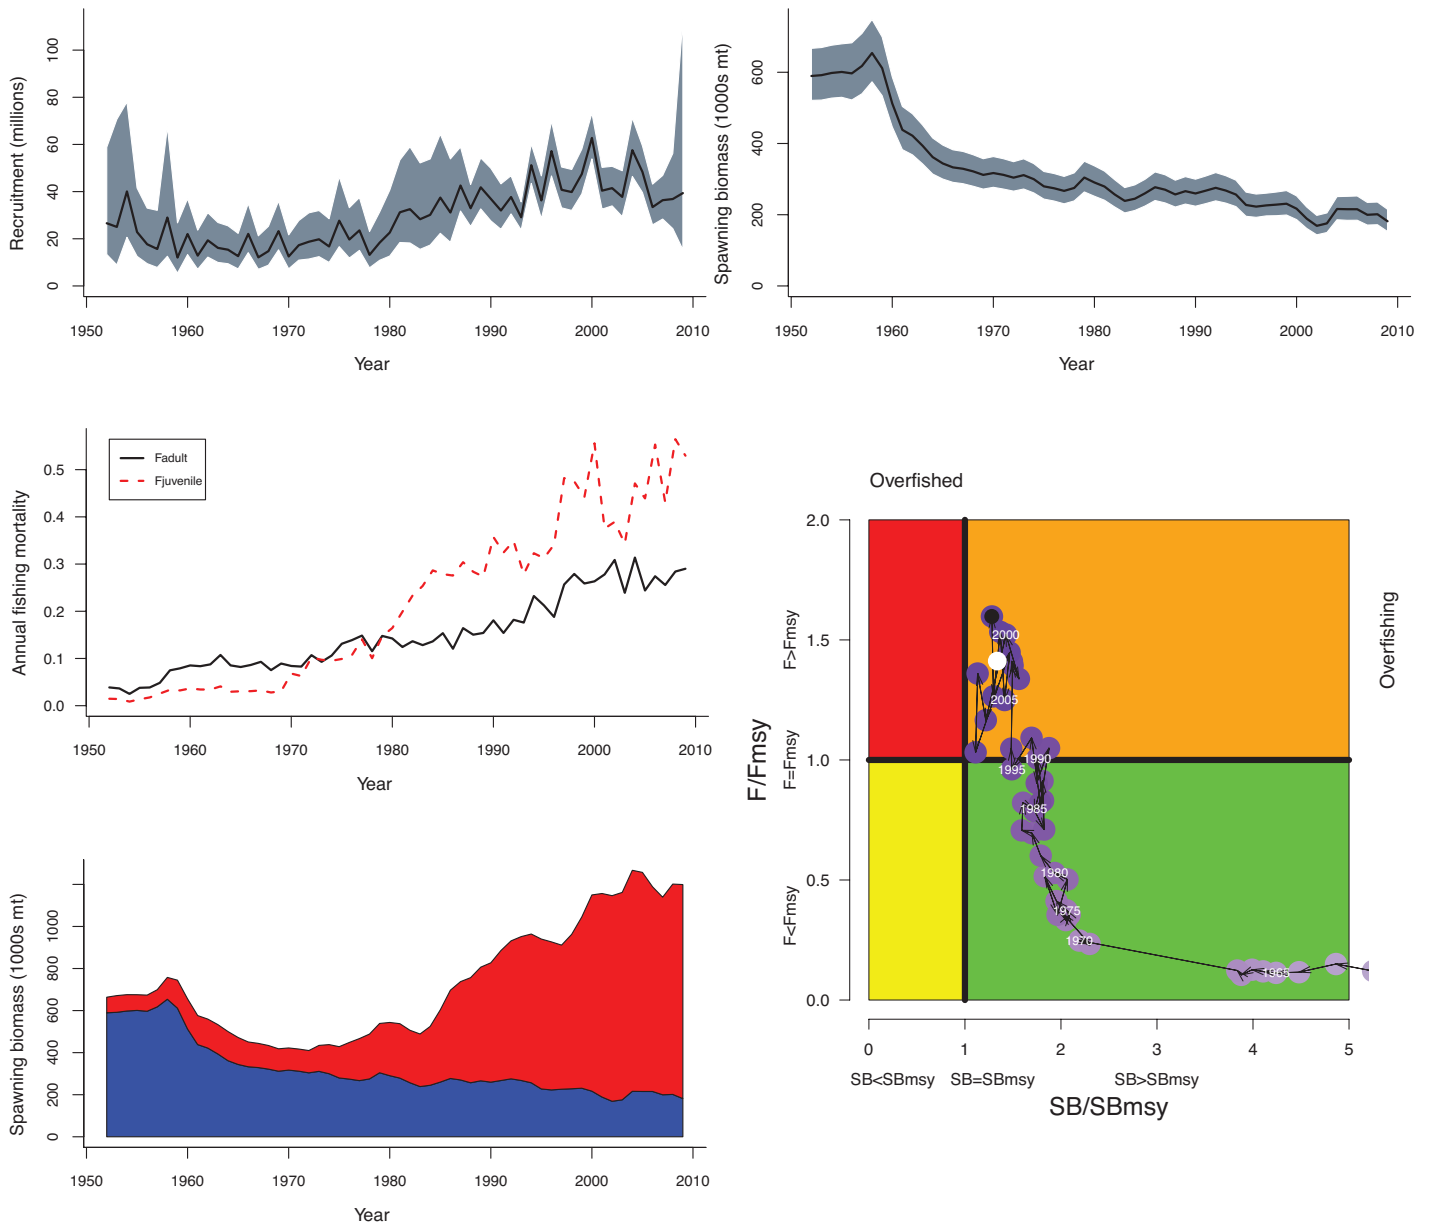 Recruitment (millions)
100
80
60
40
20
0
1950 1960 1970 1980 1990 2000 2010
Year
Spawning biomass (1000s mt)
600
400
200
0
1950 1960 1970 1980 1990 2000 2010
Year
Annual fishing mortality
Fadult
Fjuvenile
0.5
0.4
0.3
0.2
0.1
0.0
1950 1960 1970 1980 1990 2000 2010
Year
Spawning biomass (1000s mt)
1000
800
600
400
200
0
1950 1960 1970 1980 1990 2000 2010
Year
Overfished
Overfishing
F/Fmsy
F>Fmsy
F=Fmsy
F<Fmsy
2.0
1.5
1.0
0.5
0.0
2000
2005
1990
1995
1985
1980
1975
1970
1965
0 1 2 3 4 5
SB<SBmsy SB=SBmsy SB>SBmsy
SB/SBmsy